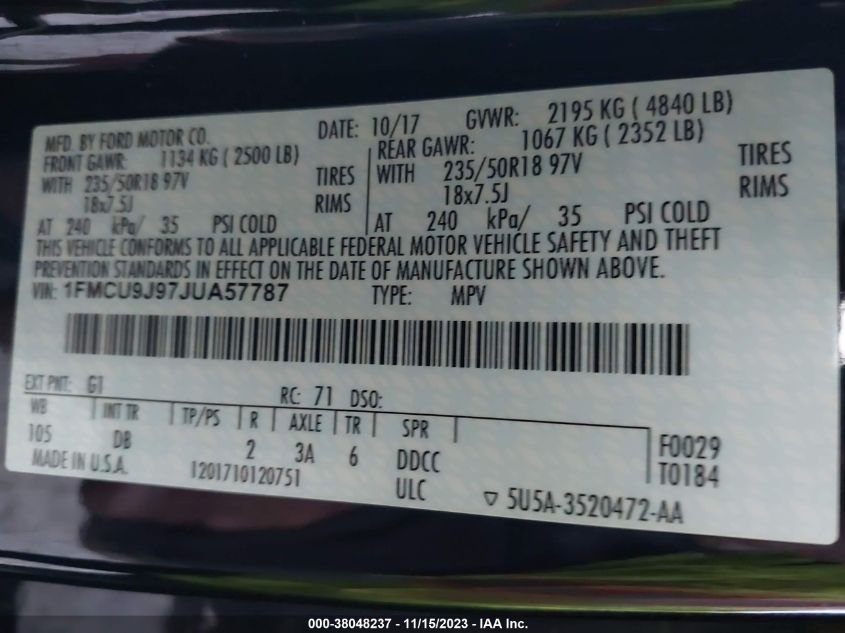 MFD. BY FORD MOTOR CO. DATE: 10/17 GVWR: 2195 KG ( 4840 LB)
FRONT GAWR: 1134 KG ( 2500 LB) REAR GAWR: 1067 KG ( 2352 LB)
WITH 235/50R18 97V TIRES WITH 235/50R18 97V TIRES
18x7.5J RIMS 18x7.5J RIMS
AT 240 kPa/ 35 PSI COLD AT 240 kPa/ 35 PSI COLD
THIS VEHICLE CONFORMS TO ALL APPLICABLE FEDERAL MOTOR VEHICLE SAFETY AND THEFT
PREVENTION STANDARDS IN EFFECT ON THE DATE OF MANUFACTURE SHOWN ABOVE.
VIN: 1FMCU9J97JUA57787 TYPE: MPV
EXT PNT: G1 RC: 71 DSO:
WB INT TR TP/PS R AXLE TR SPR
105 DB 2 3A 6 DDCC F0029
MADE IN U.S.A. 1201710120751 ULC T0184
▽ 5U5A-3520472-AA
000-38048237 - 11/15/2023 - IAA Inc.